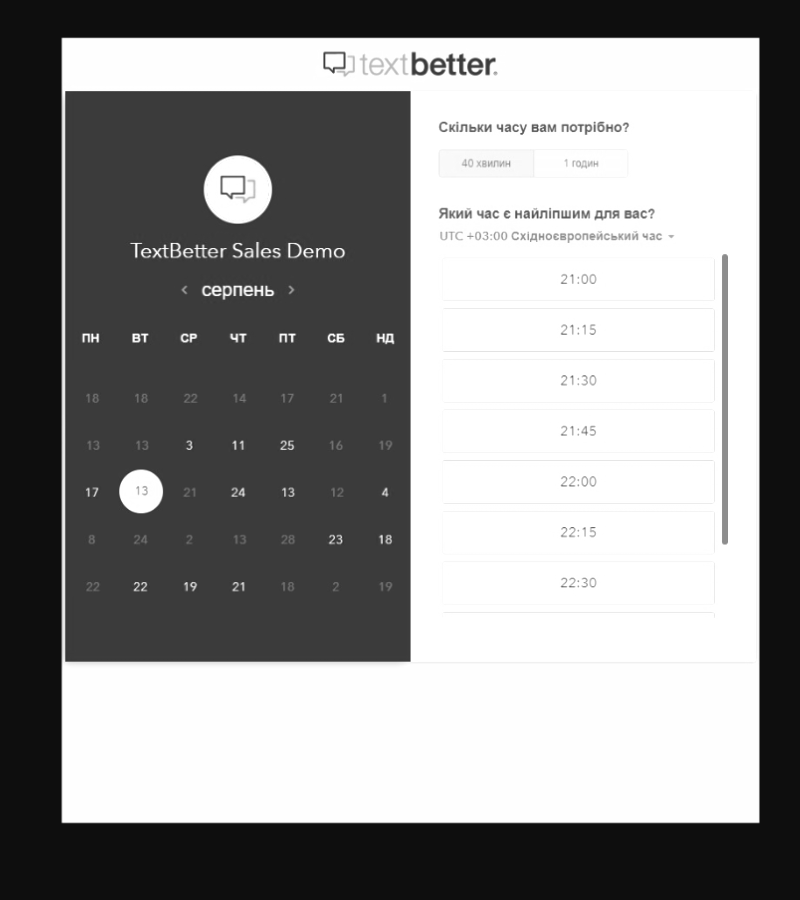 textbetter.
TextBetter Sales Demo
‹ серпень ›
ПН ВТ СР ЧТ ПТ СБ НД
18 18 22 14 17 21 1
13 13 3 11 25 16 19
17 13 21 24 13 12 4
8 24 2 13 28 23 18
22 22 19 21 18 2 19
Скільки часу вам потрібно?
40 хвилин 1 годин
Який час є найліпшим для вас?
UTC +03:00 Східноєвропейський час
21:00
21:15
21:30
21:45
22:00
22:15
22:30